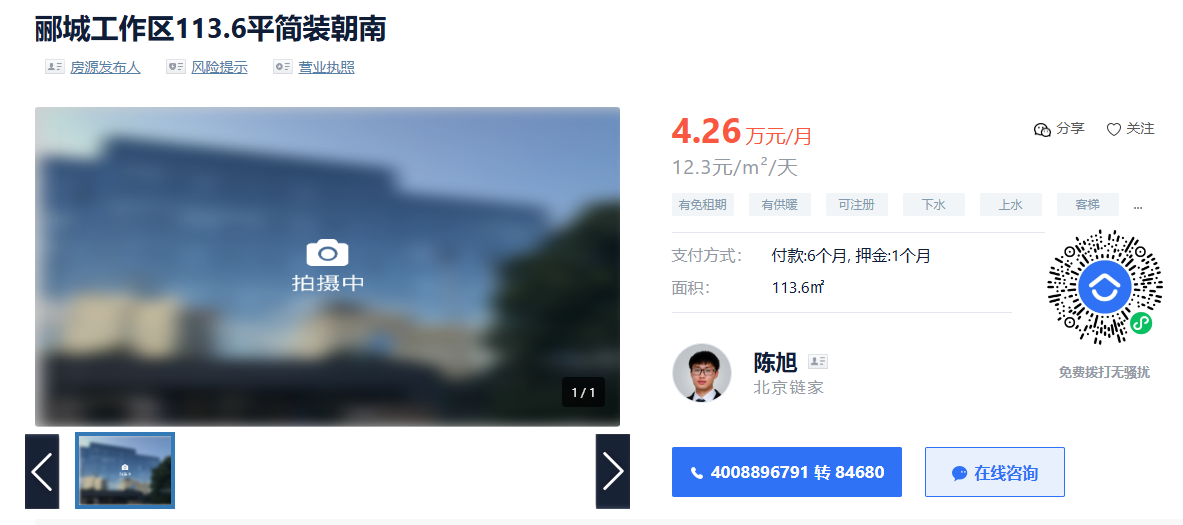 郦城工作区113.6平简装朝南
房源发布人 风险提示 营业执照
拍摄中
1 / 1
4.26 万元/月
分享 关注
12.3元/m²/天
有免租期 有供暖 可注册 下水 上水 客梯 ...
支付方式： 付款:6个月, 押金:1个月
面积： 113.6㎡
陈旭
北京链家
免费拨打无骚扰
4008896791 转 84680
在线咨询